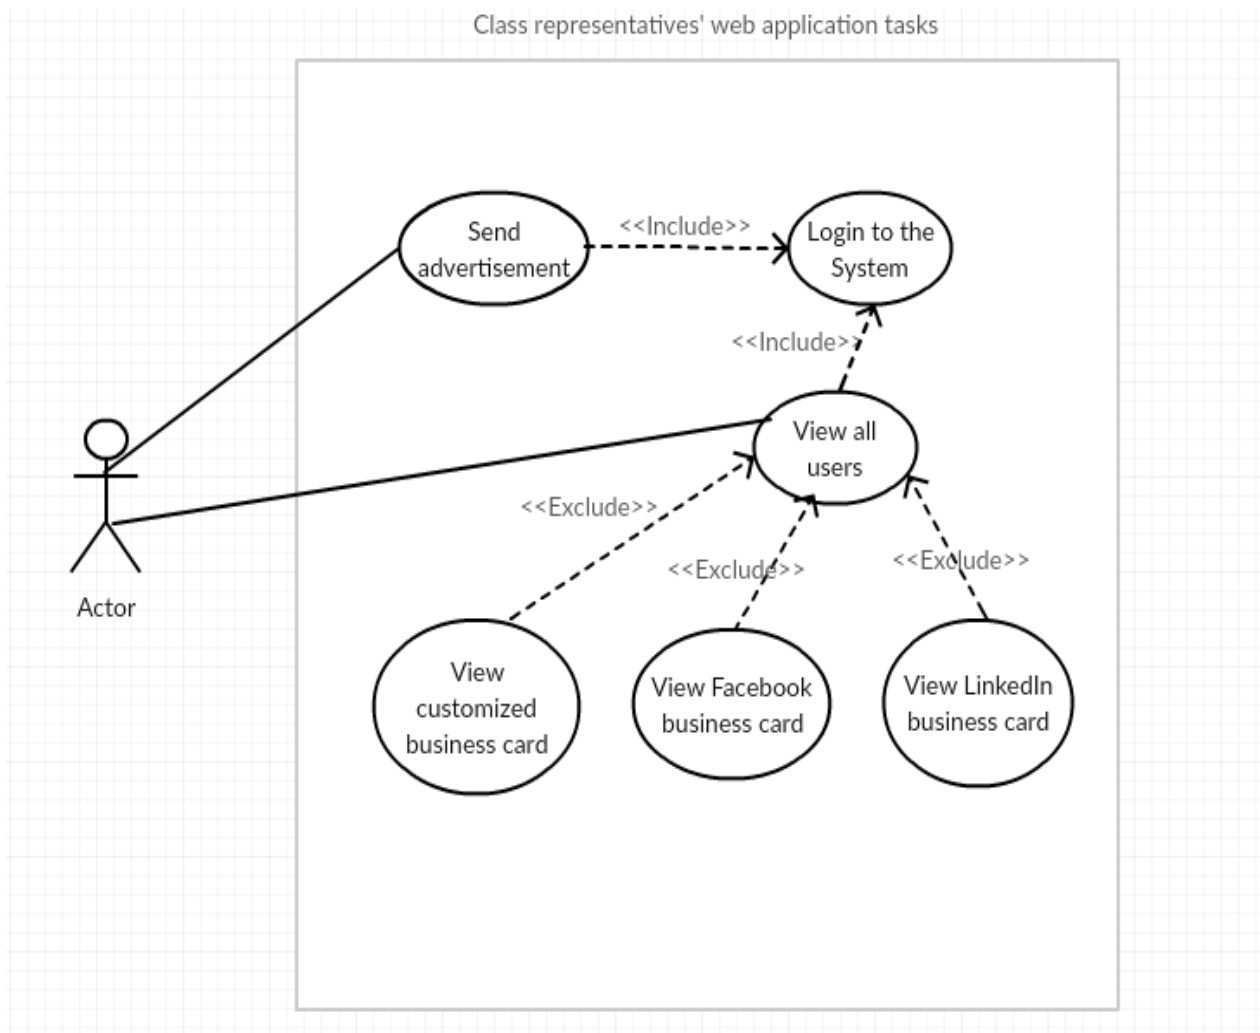 Class representatives' web application tasks
Send
advertisement
<<Include>>
Login to the
System
<<Include>>
View all
users
<<Exclude>>
<<Exclude>>
<<Exclude>>
Actor
View
customized
business card
View Facebook
business card
View LinkedIn
business card